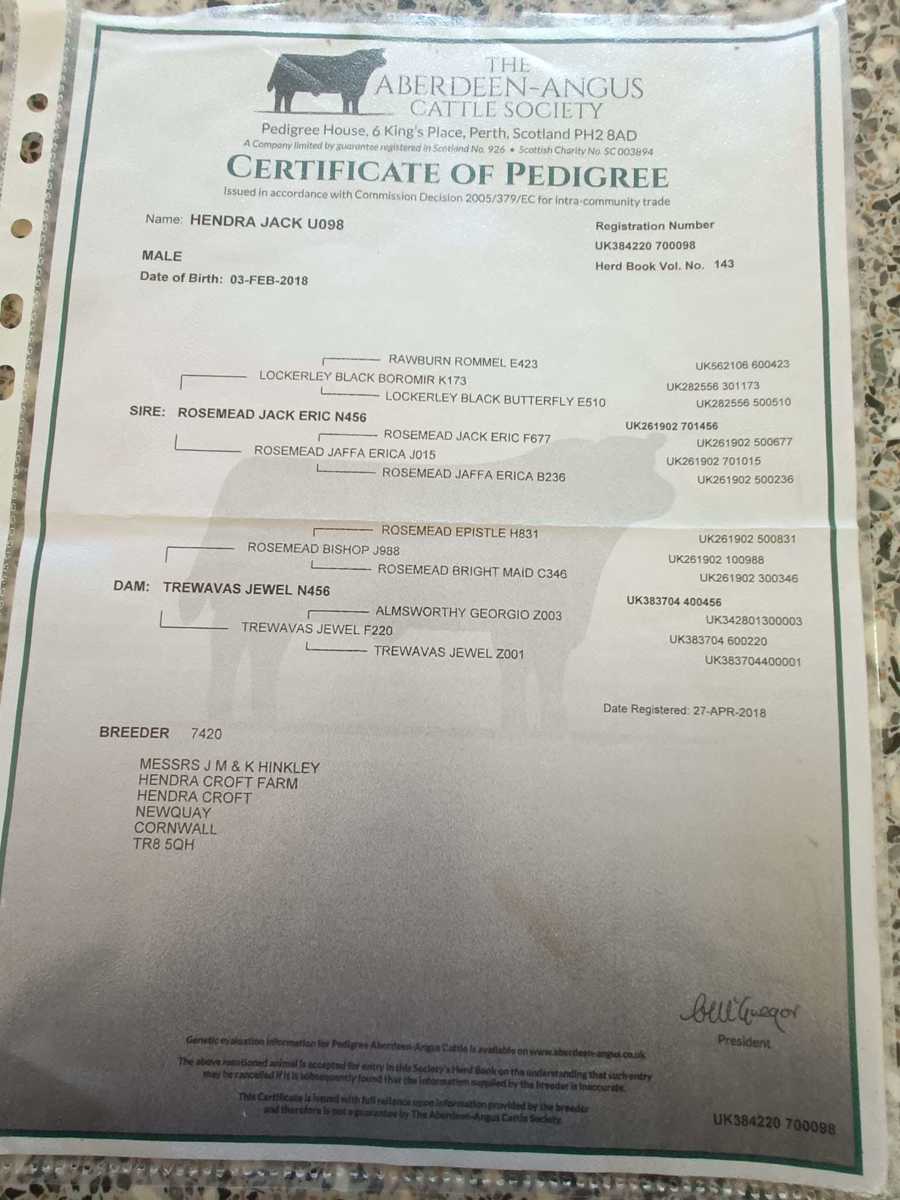 THE
ABERDEEN-ANGUS
CATTLE SOCIETY
Pedigree House, 6 King's Place, Perth, Scotland PH2 8AD
A Company limited by guarantee registered in Scotland No. 926 • Scottish Charity No. SC 003894
CERTIFICATE OF PEDIGREE
Issued in accordance with Commission Decision 2005/379/EC for intra-community trade
Name: HENDRA JACK U098
Registration Number
UK384220 700098
MALE
Herd Book Vol. No. 143
Date of Birth: 03-FEB-2018
RAWBURN ROMMEL E423 UK562106 600423
LOCKERLEY BLACK BOROMIR K173 UK282556 301173
LOCKERLEY BLACK BUTTERFLY E510 UK282556 500510
SIRE: ROSEMEAD JACK ERIC N456 UK261902 701456
ROSEMEAD JACK ERIC F677 UK261902 500677
ROSEMEAD JAFFA ERICA J015 UK261902 701015
ROSEMEAD JAFFA ERICA B236 UK261902 500236
ROSEMEAD EPISTLE H831 UK261902 500831
ROSEMEAD BISHOP J988 UK261902 100988
ROSEMEAD BRIGHT MAID C346 UK261902 300346
DAM: TREWAVAS JEWEL N456 UK383704 400456
ALMSWORTHY GEORGIO Z003 UK342801300003
TREWAVAS JEWEL F220 UK383704 600220
TREWAVAS JEWEL Z001 UK383704400001
Date Registered: 27-APR-2018
BREEDER 7420
MESSRS J M & K HINKLEY
HENDRA CROFT FARM
HENDRA CROFT
NEWQUAY
CORNWALL
TR8 5QH
President
Genetic evaluation information for Pedigree Aberdeen-Angus Cattle is available on www.aberdeen-angus.co.uk
The above mentioned animal is accepted for entry in this Society's Herd Book on the understanding that such entry
may be cancelled if it is subsequently found that the information supplied by the breeder is inaccurate.
This Certificate is issued with full reliance upon information provided by the breeder
and therefore is not a guarantee by The Aberdeen-Angus Cattle Society.
UK384220 700098